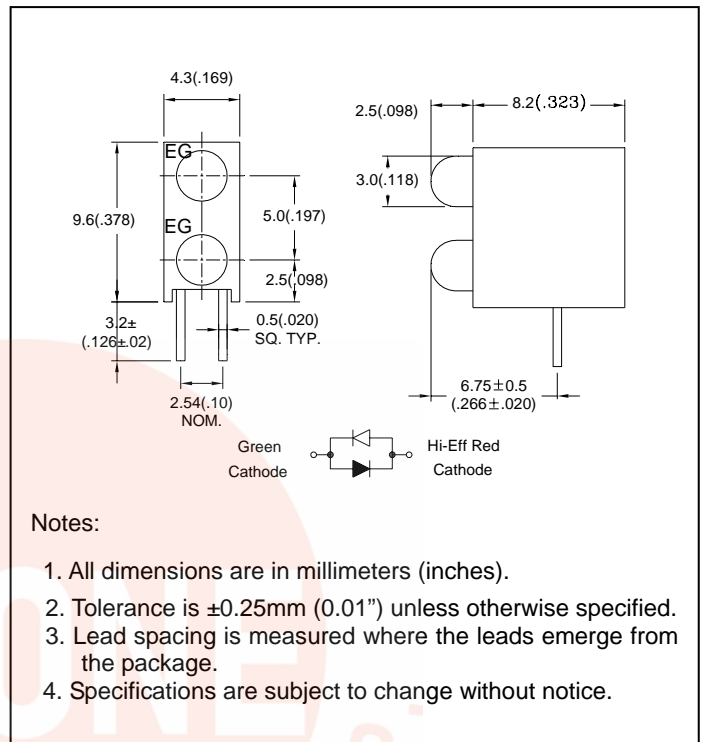 4.3(.169)
2.5(.098)
8.2(.323)
EG
3.0(.118)
9.6(.378)
EG
5.0(.197)
2.5(.098)
3.2±
(.126±.02)
0.5(.020)
SQ. TYP.
2.54(.10)
NOM.
6.75±0.5
(.266±.020)
Green
Cathode
Hi-Eff Red
Cathode
Notes:
1. All dimensions are in millimeters (inches).
2. Tolerance is ±0.25mm (0.01”) unless otherwise specified.
3. Lead spacing is measured where the leads emerge from
the package.
4. Specifications are subject to change without notice.
ONE